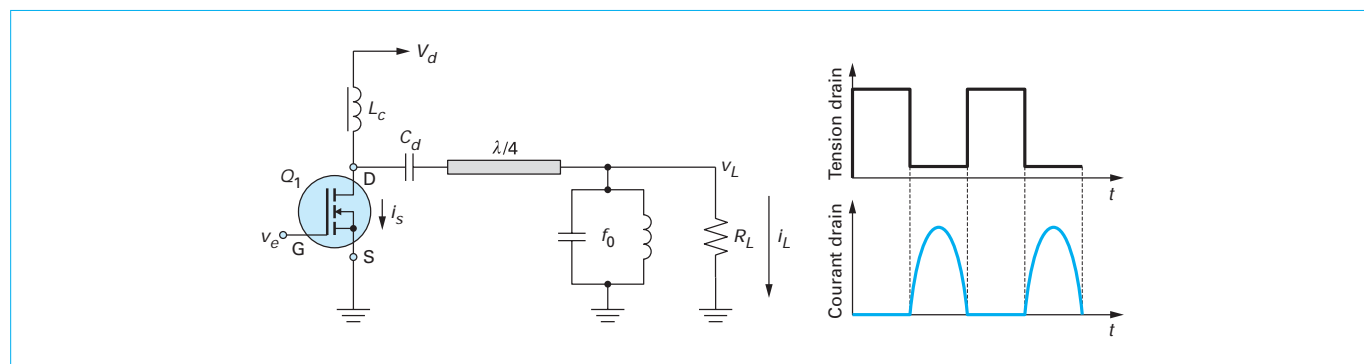 V_d
L_c
C_d
λ/4
Q_1
D
i_s
v_e
G
S
f_0
v_L
R_L
i_L
Tension drain
t
Courant drain
t